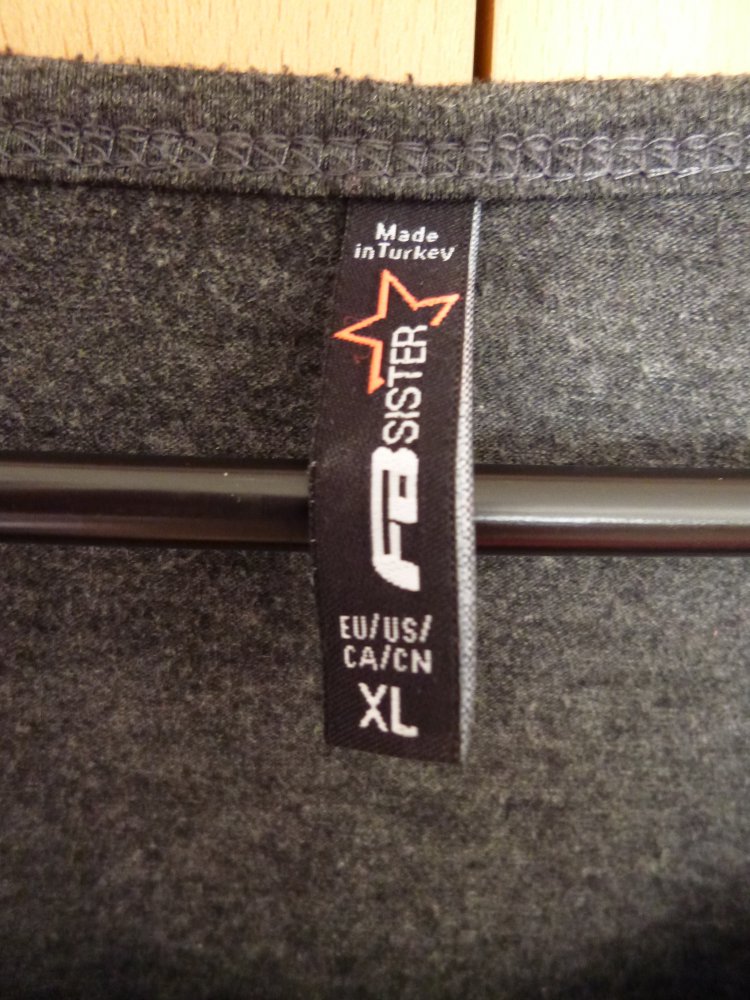 Made
in Turkey
FB SISTER
EU/US/
CA/CN
XL